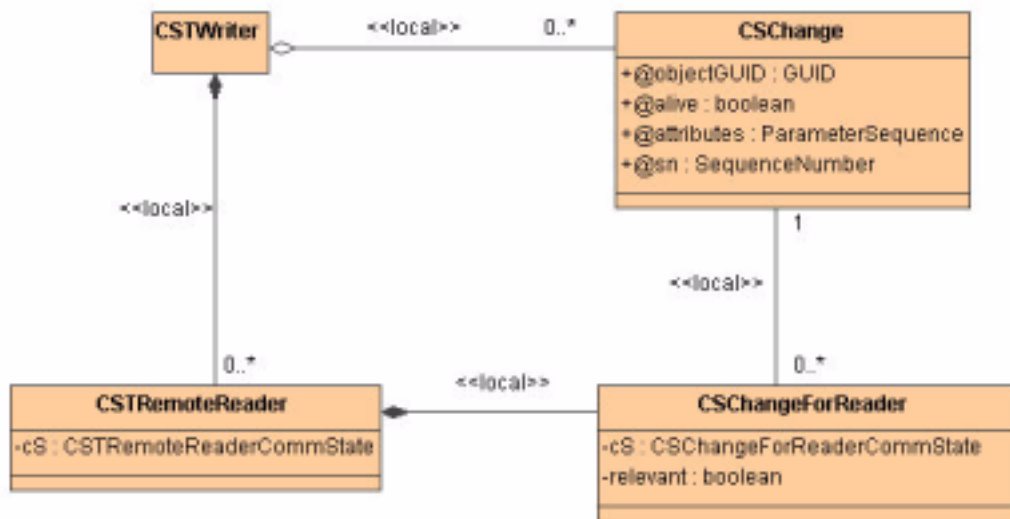 CSTWriter
<<local>>
0..*
CSChange
+@objectGUID : GUID
+@alive : boolean
+@attributes : ParameterSequence
+@sn : SequenceNumber
<<local>>
1
<<local>>
0..*
0..*
CSTRemoteReader
-cS : CSTRemoteReaderCommState
<<local>>
CSChangeForReader
-cS : CSChangeForReaderCommState
-relevant : boolean